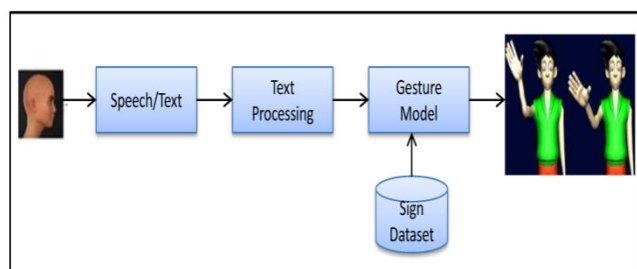 Speech/Text
Text
Processing
Gesture
Model
Sign
Dataset